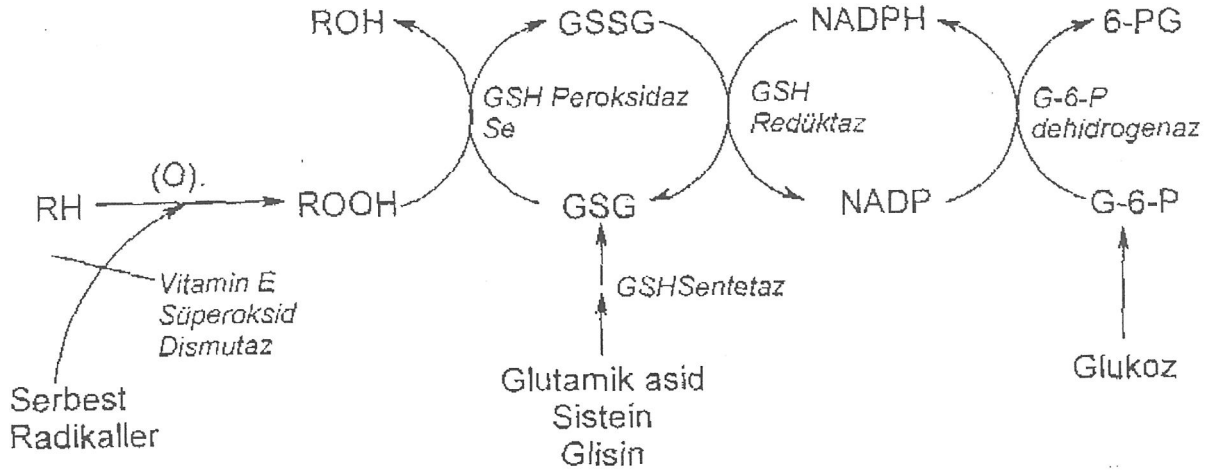 ROH GSSG NADPH 6-PG
GSH Peroksidaz
Se
GSH
Redüktaz
G-6-P
dehidrogenaz
(O).
RH ROOH GSG NADP G-6-P
Vitamin E
Süperoksid
Dismutaz
GSHSentetaz
Serbest
Radikaller
Glutamik asid
Sistein
Glisin
Glukoz